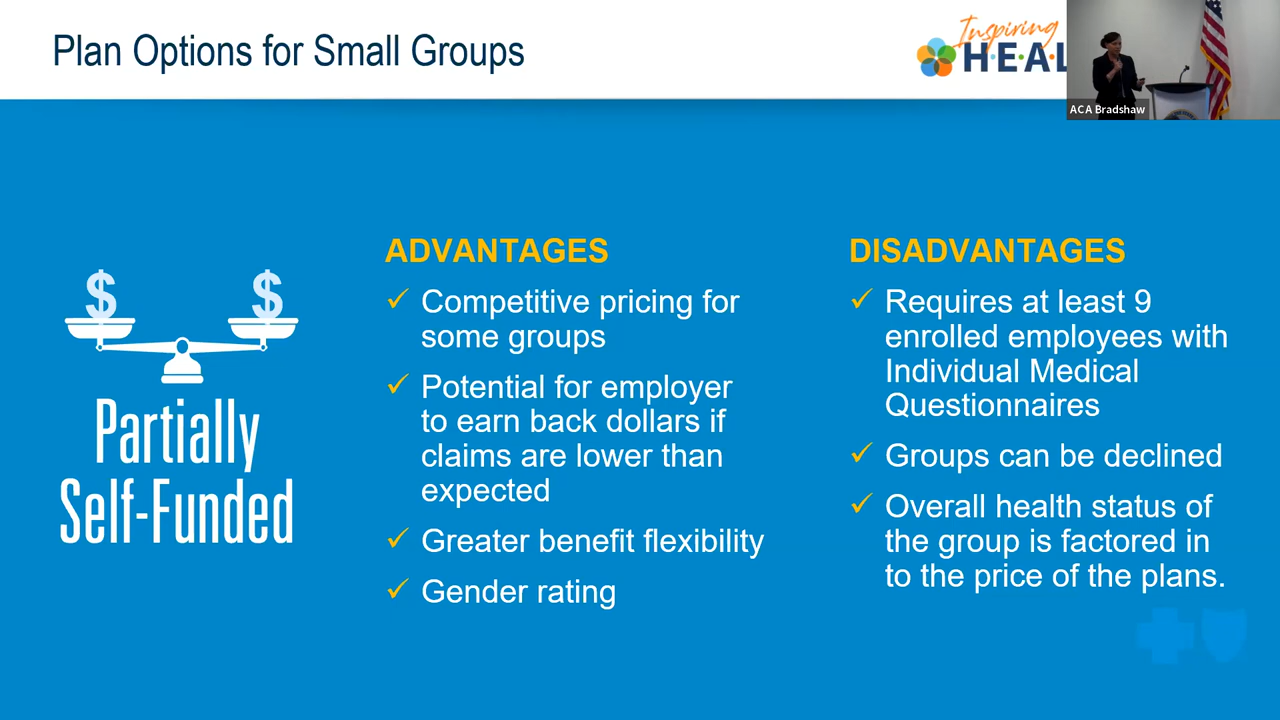 Plan Options for Small Groups
Inspiring
HEAL
ACA Bradshaw
$ $
Partially
Self-Funded
ADVANTAGES
✓ Competitive pricing for
some groups
✓ Potential for employer
to earn back dollars if
claims are lower than
expected
✓ Greater benefit flexibility
✓ Gender rating
DISADVANTAGES
✓ Requires at least 9
enrolled employees with
Individual Medical
Questionnaires
✓ Groups can be declined
✓ Overall health status of
the group is factored in
to the price of the plans.